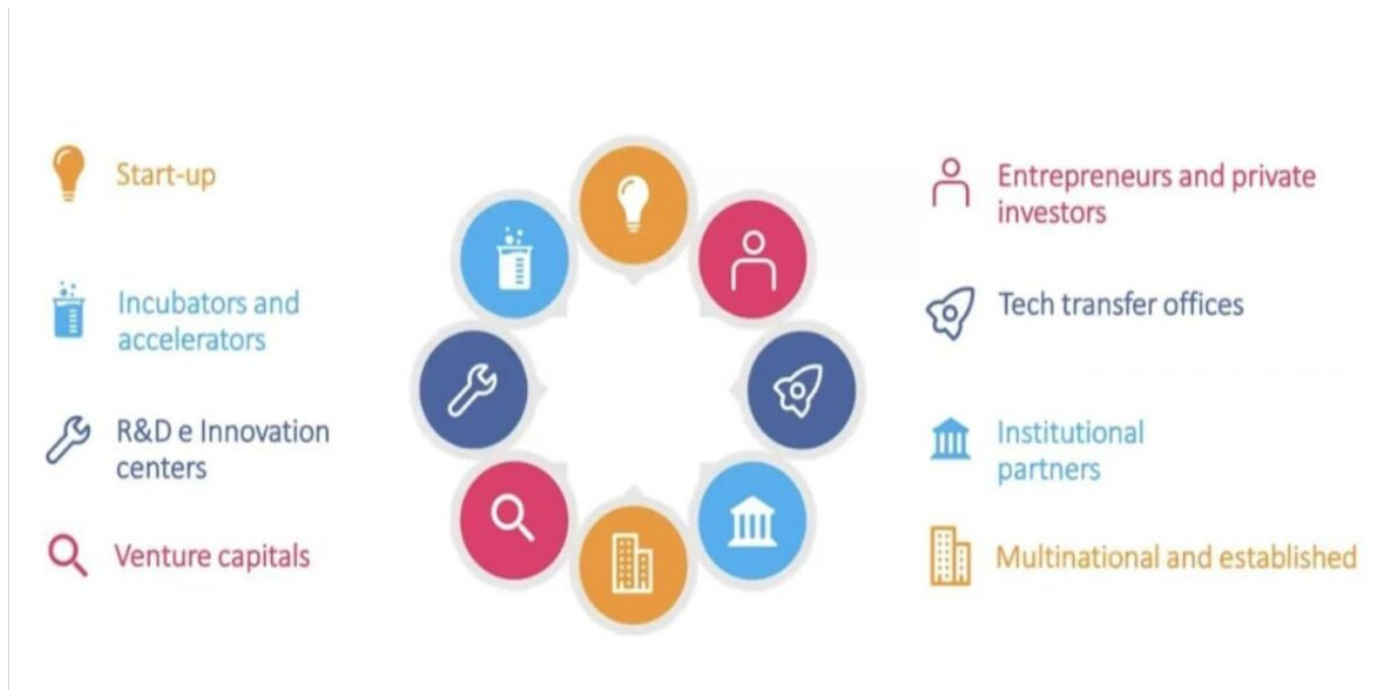 Start-up
Incubators and
accelerators
R&D e Innovation
centers
Venture capitals
Entrepreneurs and private
investors
Tech transfer offices
Institutional
partners
Multinational and established